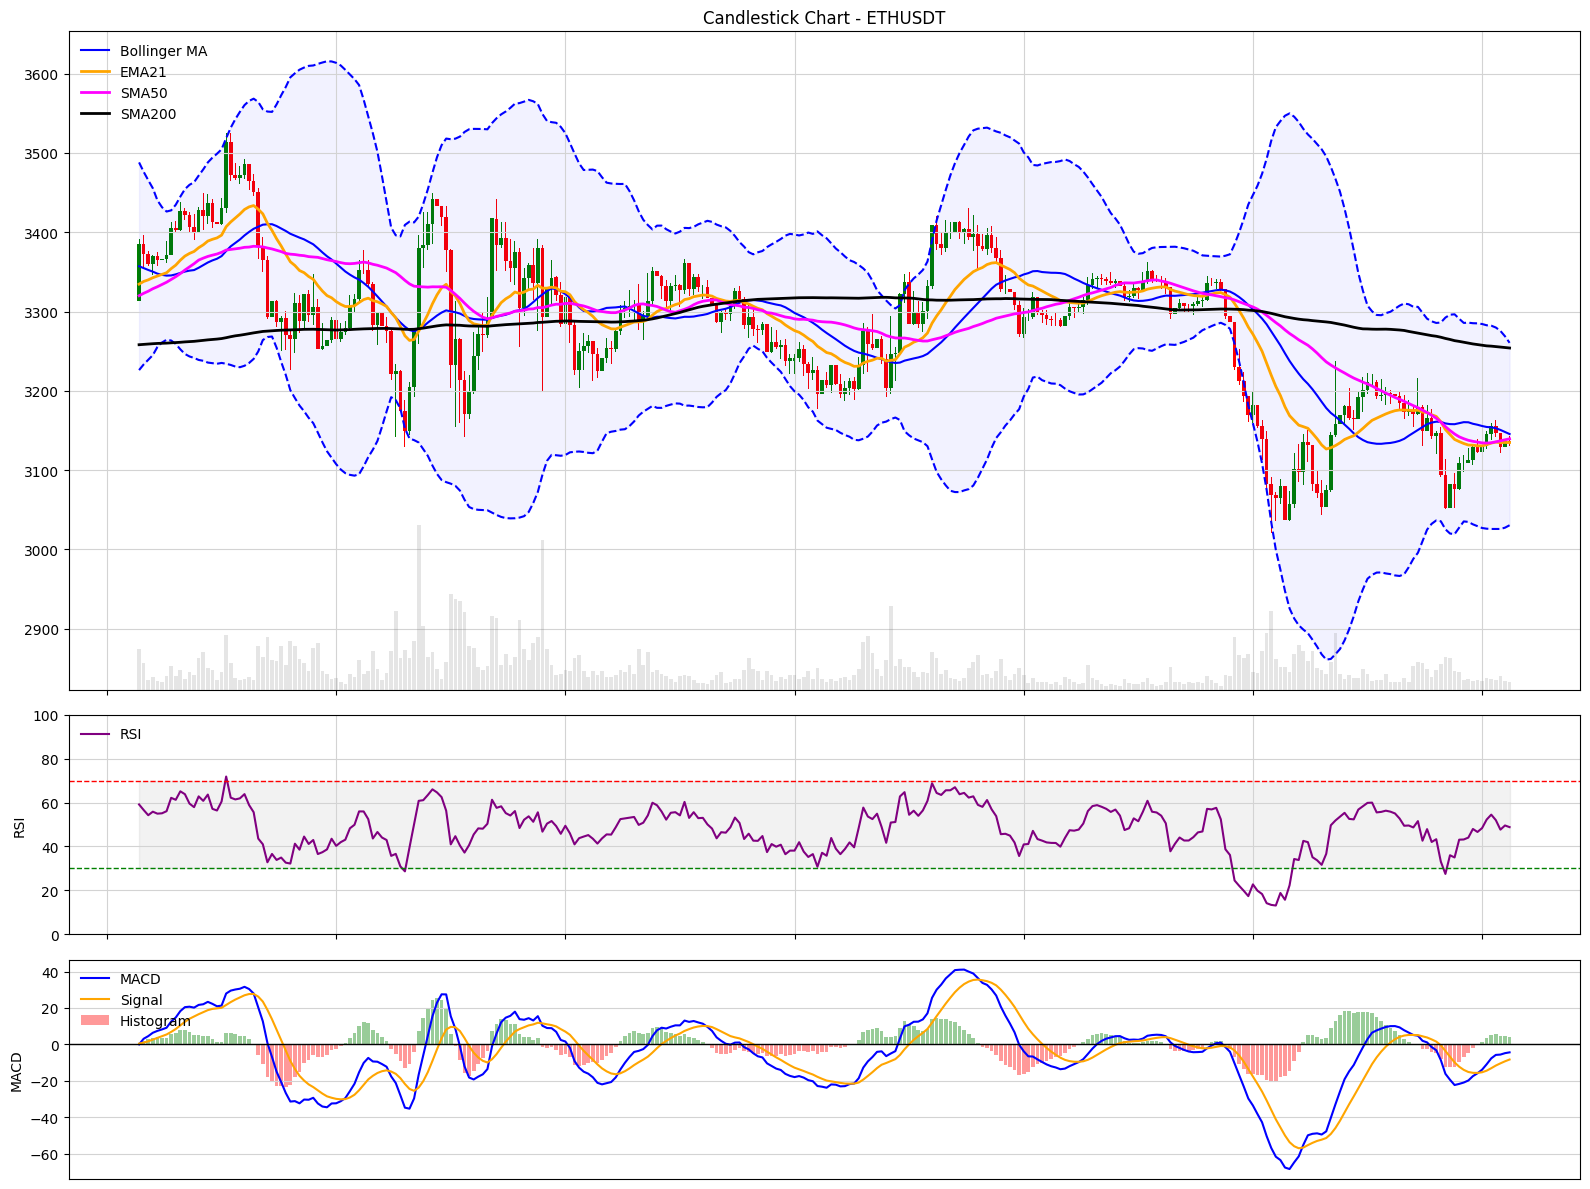 Candlestick Chart - ETHUSDT
Bollinger MA
EMA21
SMA50
SMA200
3600
3500
3400
3300
3200
3100
3000
2900
RSI
100
80
60
40
20
0
RSI
MACD
Signal
Histogram
40
20
0
−20
−40
−60
MACD